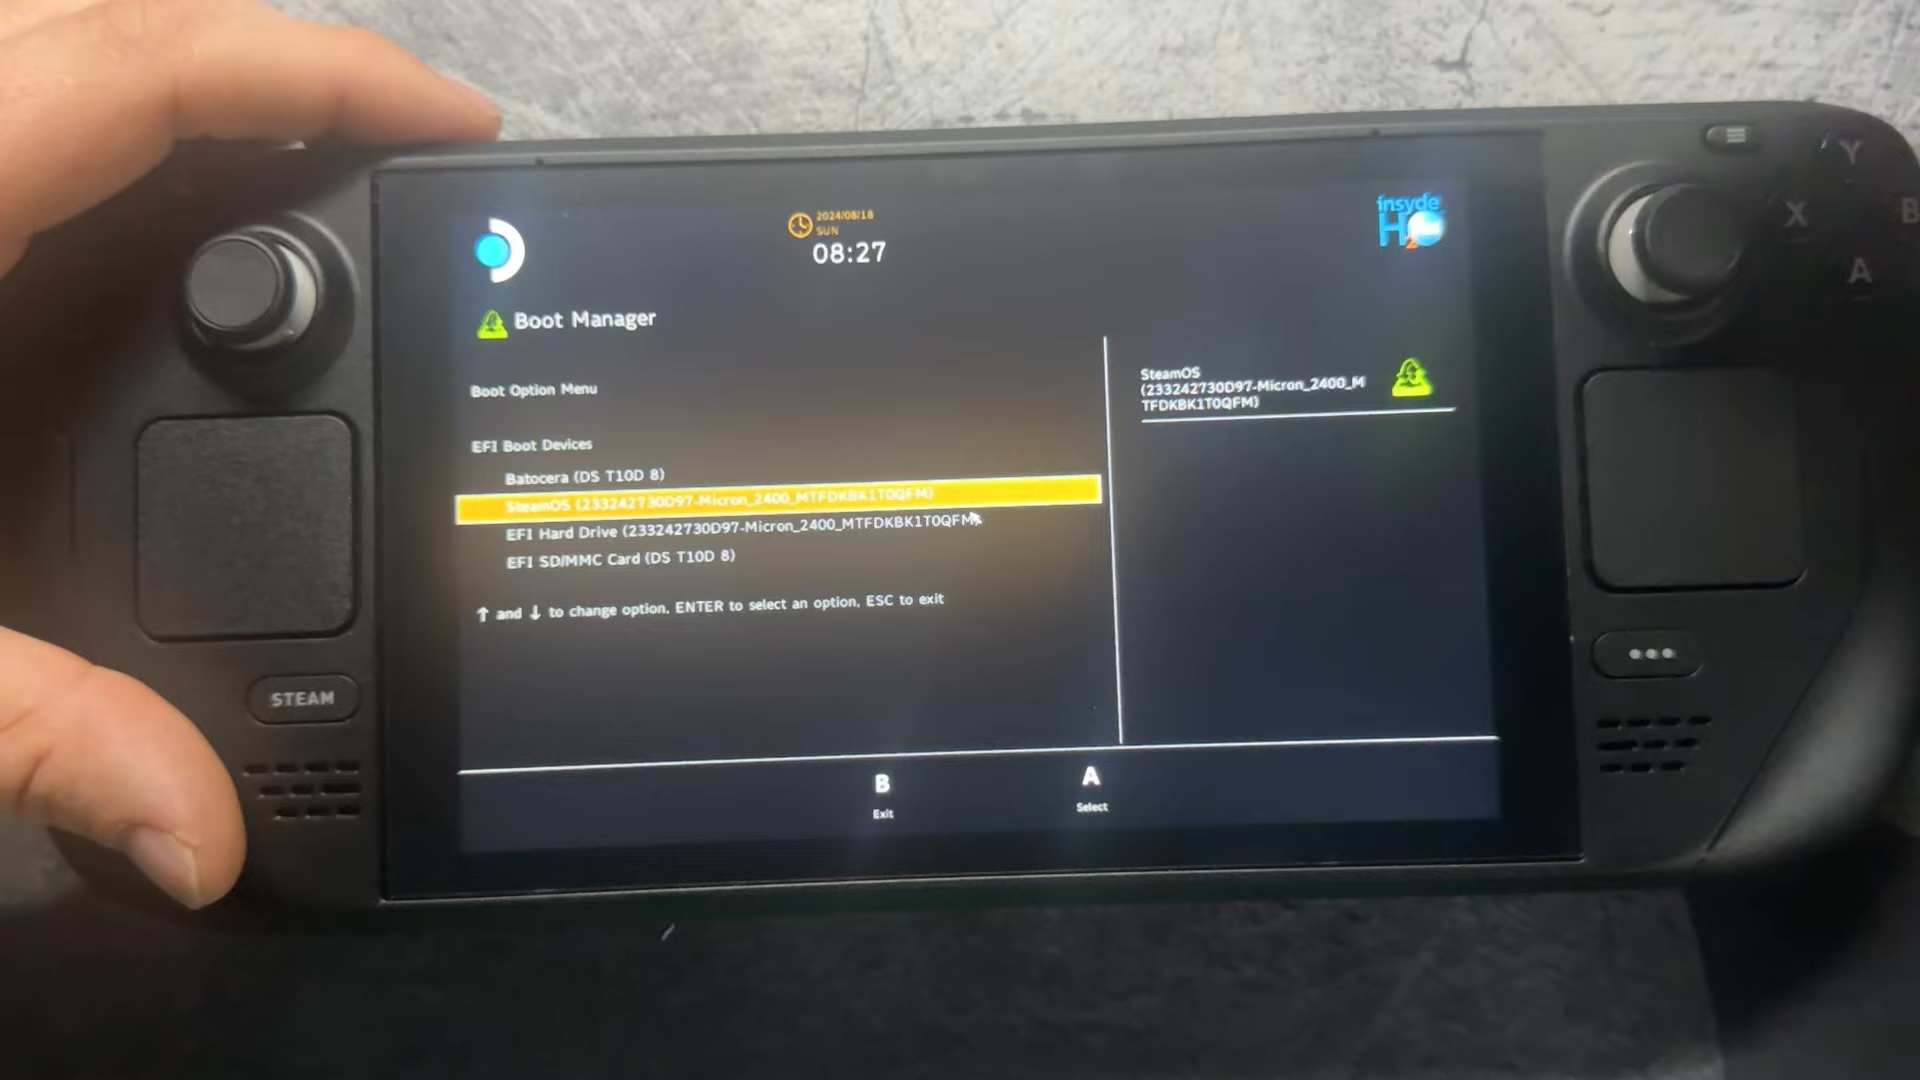 2024/08/18
SUN
08:27
insyde
H2O
Boot Manager
Boot Option Menu
EFI Boot Devices
Batocera (DS T10D 8)
SteamOS (233242730D97-Micron_2400_MTFDKBK1T0QFM)
EFI Hard Drive (233242730D97-Micron_2400_MTFDKBK1T0QFM)
EFI SD/MMC Card (DS T10D 8)
↑ and ↓ to change option, ENTER to select an option, ESC to exit
SteamOS
(233242730D97-Micron_2400_M
TFDKBK1T0QFM)
B
Exit
A
Select
STEAM
Y
X
B
A